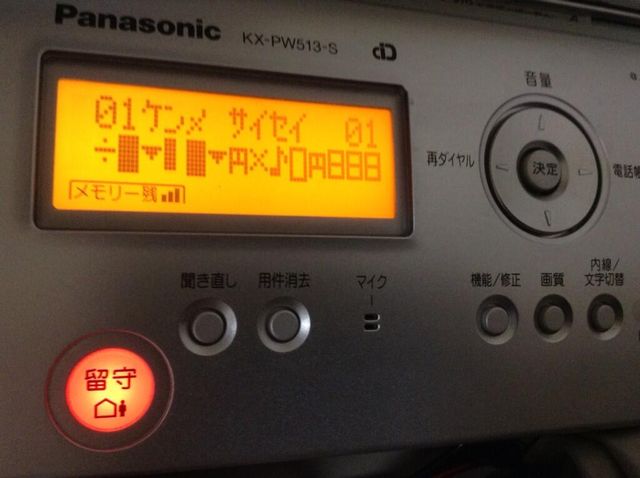 Panasonic KX-PW513-S
01ケンメ サイセイ 01
メモリー残
音量
再ダイヤル 決定 電話帳
聞き直し 用件消去 マイク
機能/修正 画質 内線/
文字切替
留守